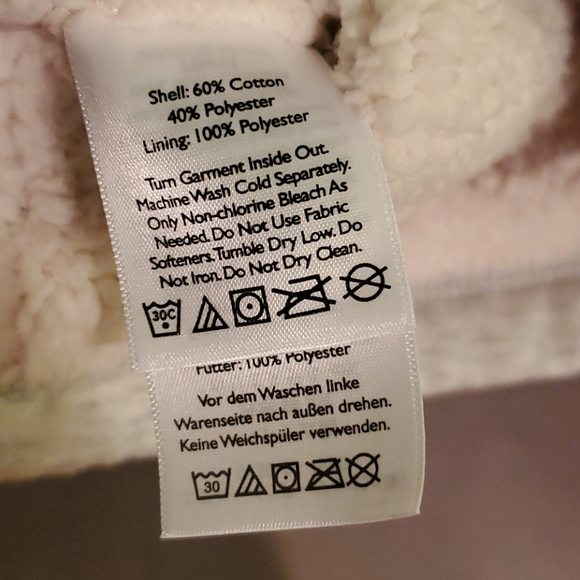 Shell: 60% Cotton
40% Polyester
Lining: 100% Polyester
Turn Garment Inside Out.
Machine Wash Cold Separately.
Only Non-chlorine Bleach As
Needed. Do Not Use Fabric
Softeners. Tumble Dry Low. Do
Not Iron. Do Not Dry Clean.
30C
Futter: 100% Polyester
Vor dem Waschen linke
Warenseite nach außen drehen.
Keine Weichspüler verwenden.
30